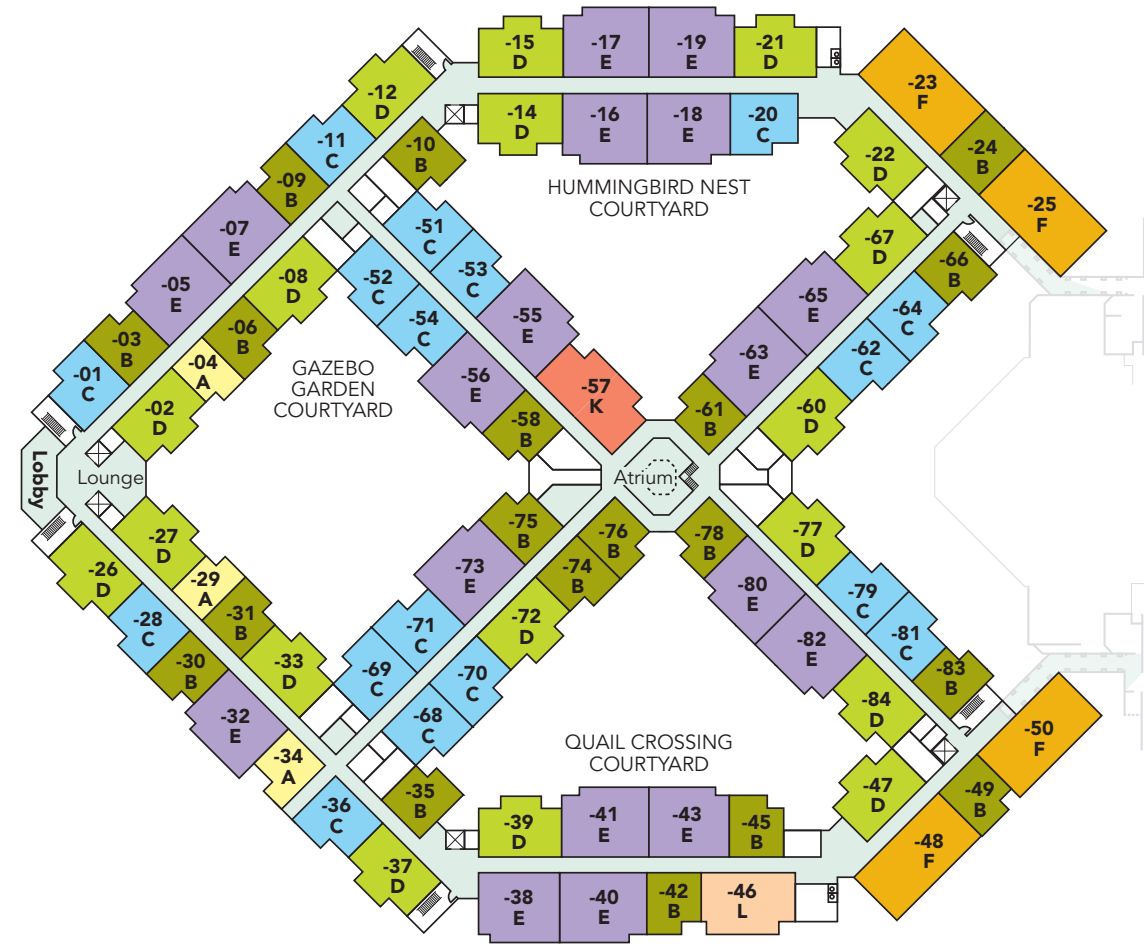 -15
D
-17
E
-19
E
-21
D
-23
F
-12
D
-14
D
-16
E
-18
E
-20
C
-11
C
-10
B
-22
D
-24
B
-25
F
-09
B
HUMMINGBIRD NEST
COURTYARD
-07
E
-51
C
-67
D
-66
B
-05
E
-08
D
-52
C
-53
C
-65
E
-64
C
-03
B
-06
B
-54
C
-55
E
-63
E
-62
C
-01
C
-04
A
GAZEBO
GARDEN
COURTYARD
-56
E
-57
K
-61
B
-60
D
-02
D
-58
B
Lobby
Lounge
Atrium
-27
D
-75
B
-76
B
-78
B
-77
D
-26
D
-29
A
-73
E
-74
B
-80
E
-79
C
-28
C
-31
B
-71
C
-72
D
-82
E
-81
C
-30
B
-33
D
-69
C
-70
C
-83
B
-32
E
-68
C
-84
D
-34
A
QUAIL CROSSING
COURTYARD
-50
F
-36
C
-35
B
-47
D
-49
B
-39
D
-41
E
-43
E
-45
B
-48
F
-37
D
-38
E
-40
E
-42
B
-46
L